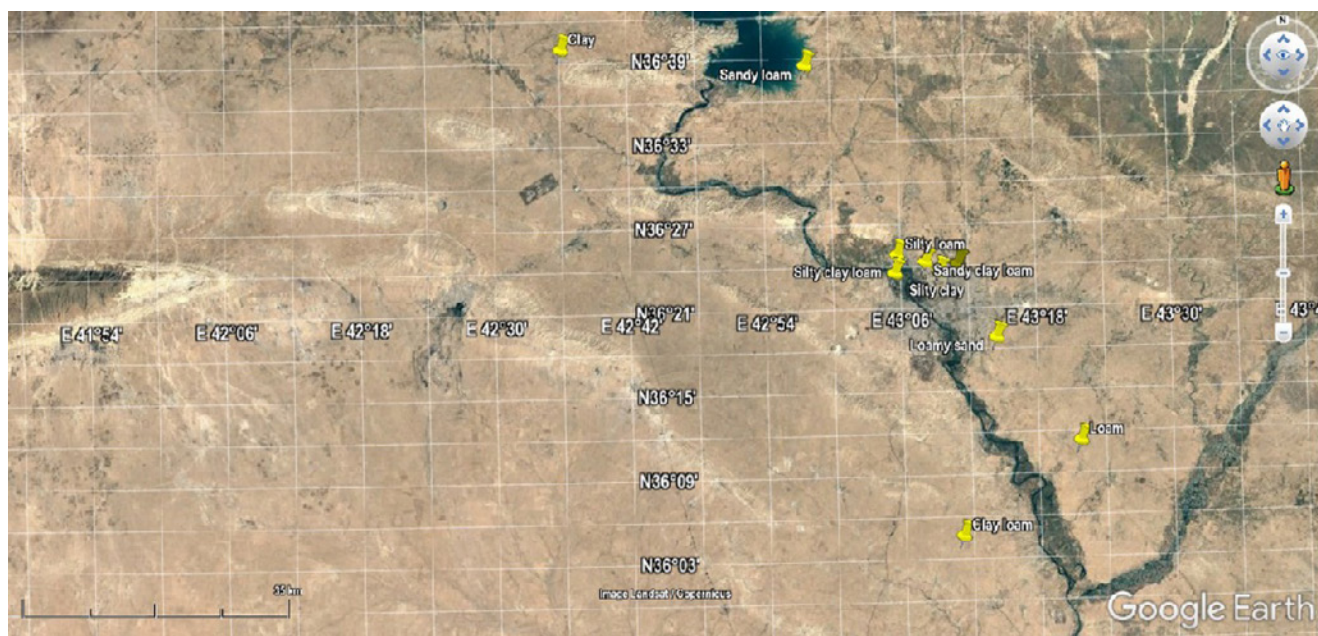 N
Clay
N36°39'
Sandy loam
N36°33'
N36°27'
Silty loam
Silty clay loam
Sandy clay loam
Silty clay
N36°21'
E 41°54'
E 42°06'
E 42°18'
E 42°30'
E 42°42'
E 42°54'
E 43°06'
E 43°18'
E 43°30'
Loamy sand
N36°15'
Loam
N36°09'
Clay loam
N36°03'
35 km
Image Landsat / Copernicus
Google Earth